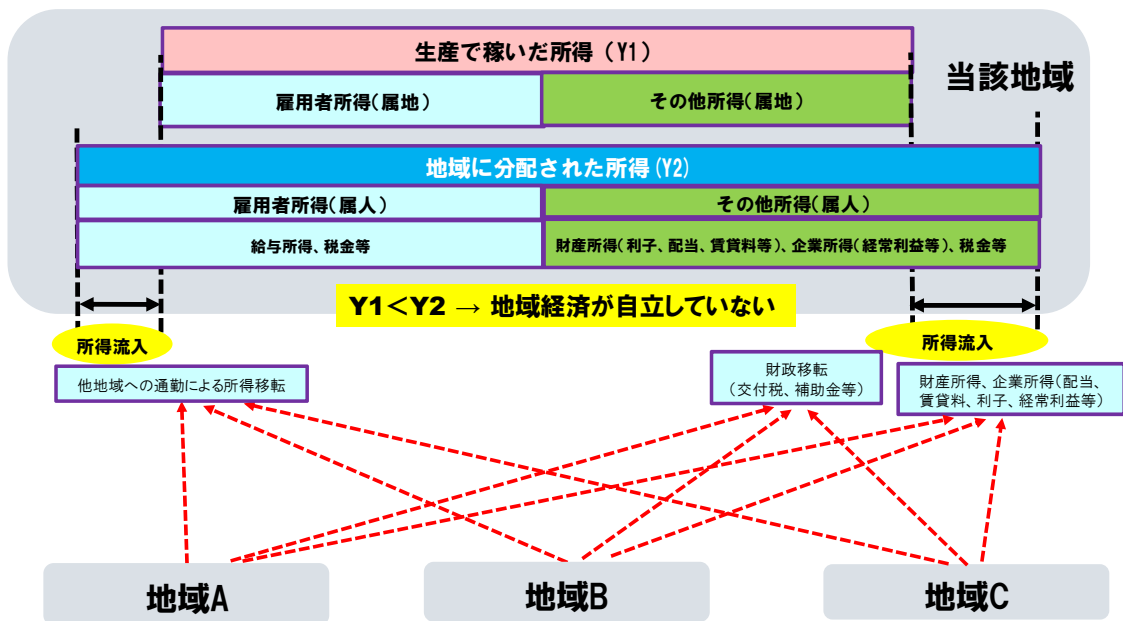 生産で稼いだ所得（Y1）
当該地域
雇用者所得(属地)
その他所得(属地)
地域に分配された所得(Y2)
雇用者所得(属人)
その他所得(属人)
給与所得、税金等
財産所得(利子、配当、賃貸料等)、企業所得(経常利益等)、税金等
Y1＜Y2 → 地域経済が自立していない
所得流入
所得流入
他地域への通勤による所得移転
財政移転
（交付税、補助金等）
財産所得、企業所得（配当、
賃貸料、利子、経常利益等）
地域A
地域B
地域C